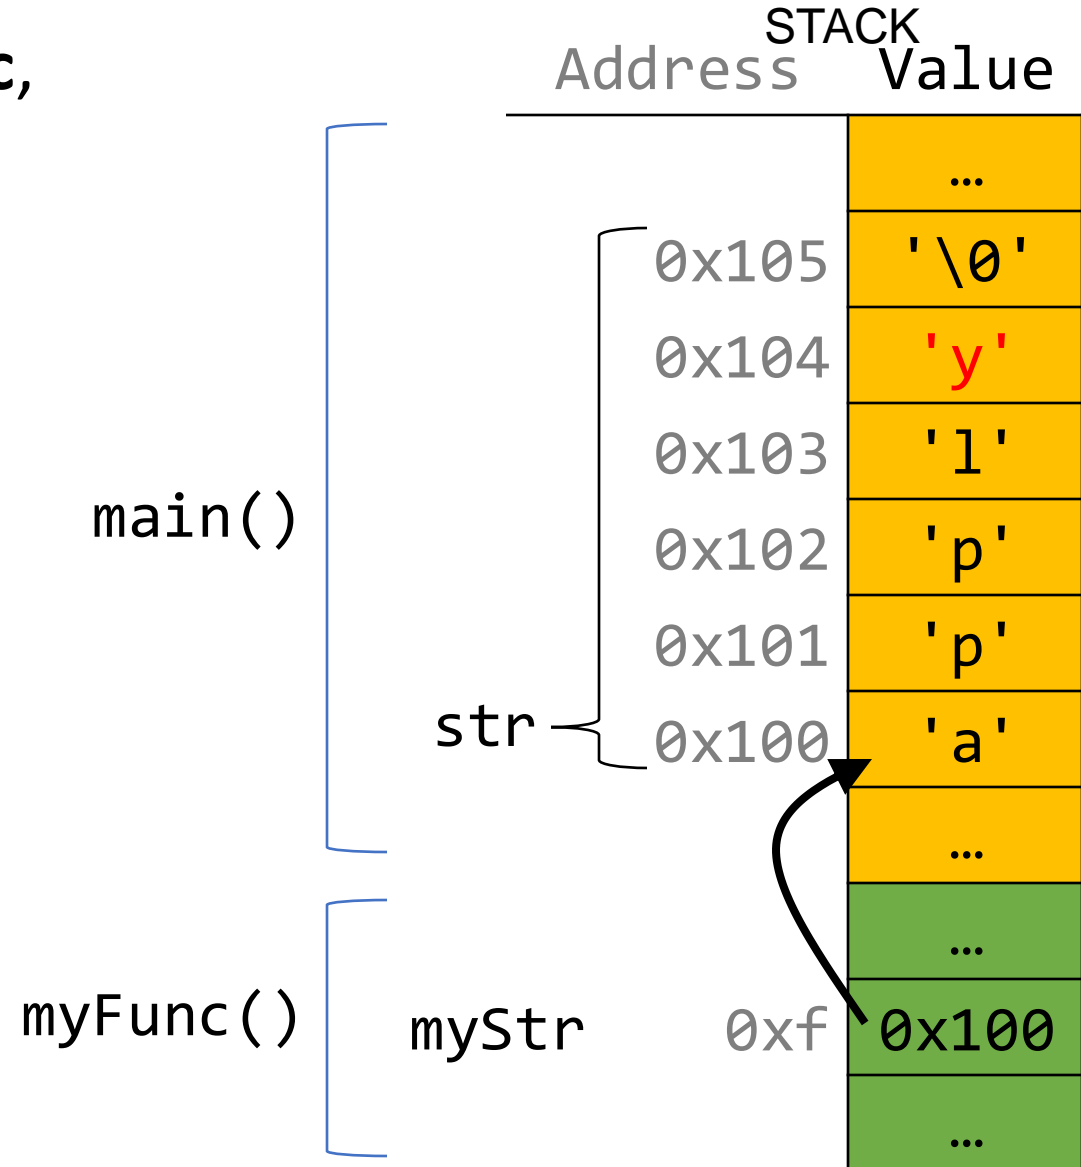 STACK
c,
Address Value
…
0x105 '\0'
0x104 'y'
0x103 'l'
main()
0x102 'p'
0x101 'p'
str 0x100 'a'
…
…
myFunc() myStr 0xf 0x100
…